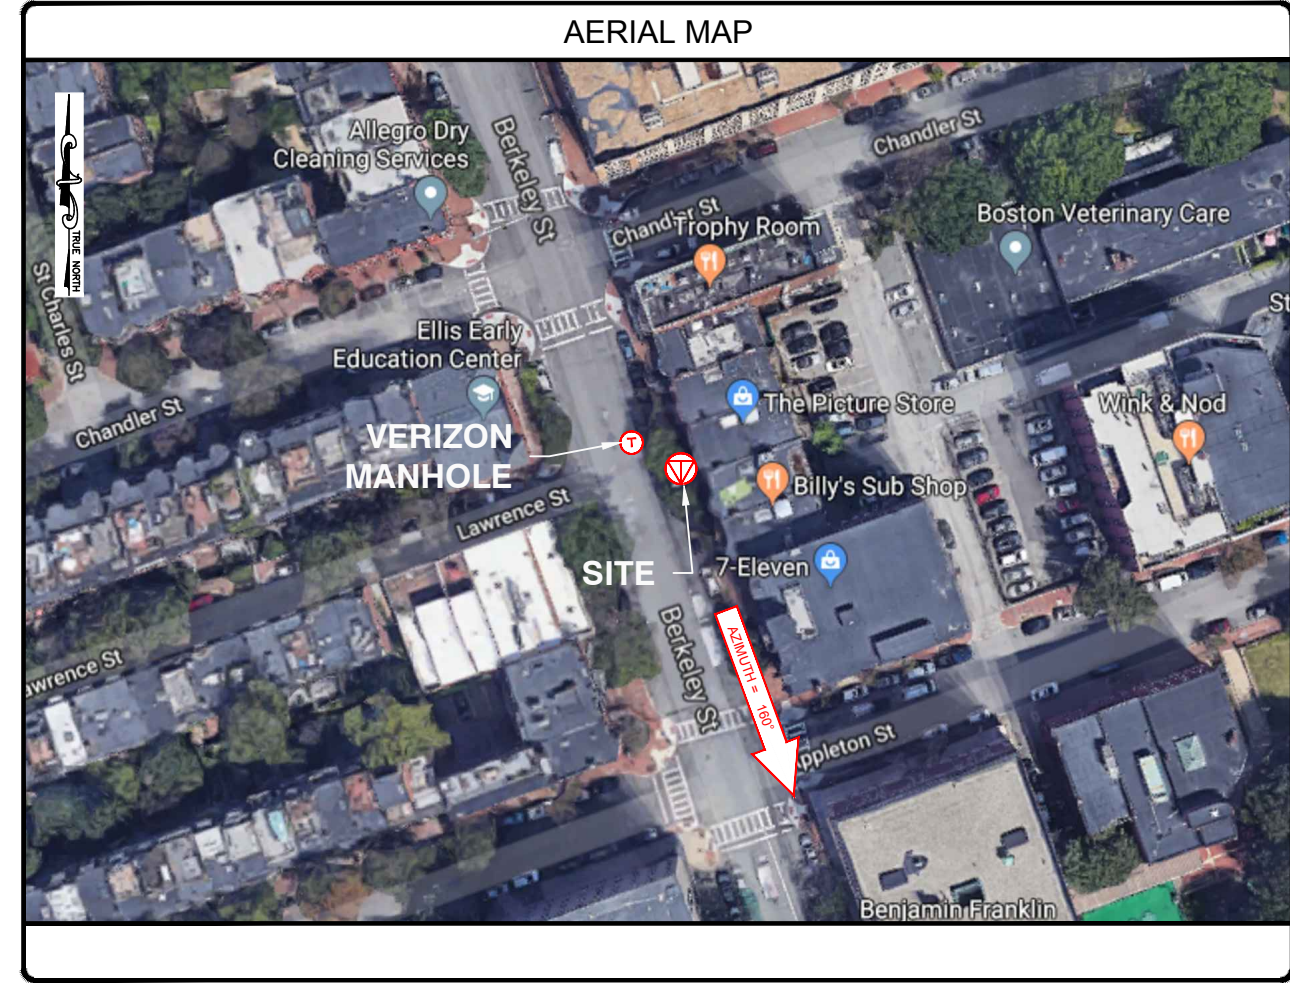 AERIAL MAP
TRUE NORTH
Allegro Dry
Cleaning Services
Berkeley St
Chandler St
Chandler St
Trophy Room
Boston Veterinary Care
St Charles St
St
Ellis Early
Education Center
The Picture Store
Wink & Nod
Chandler St
VERIZON
MANHOLE
T
Billy's Sub Shop
Lawrence St
SITE
7-Eleven
Berkeley St
AZIMUTH = 160°
awrence St
Appleton St
Benjamin Franklin